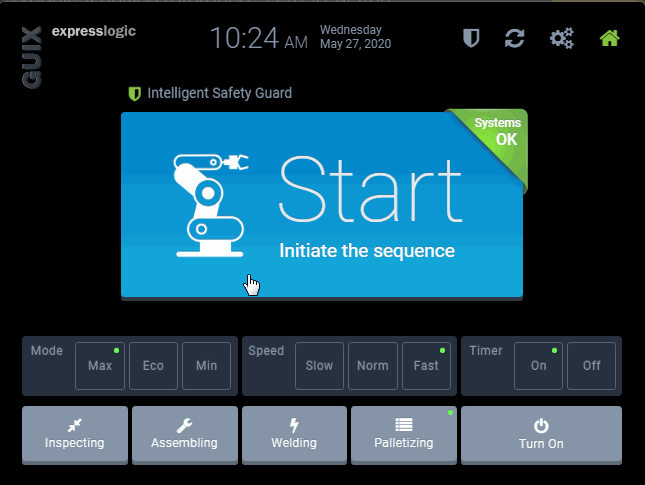 GUIX
expresslogic
10:24 AM
Wednesday
May 27, 2020
Intelligent Safety Guard
Systems
OK
Start
Initiate the sequence
Mode
Max
Eco
Min
Speed
Slow
Norm
Fast
Timer
On
Off
Inspecting
Assembling
Welding
Palletizing
Turn On